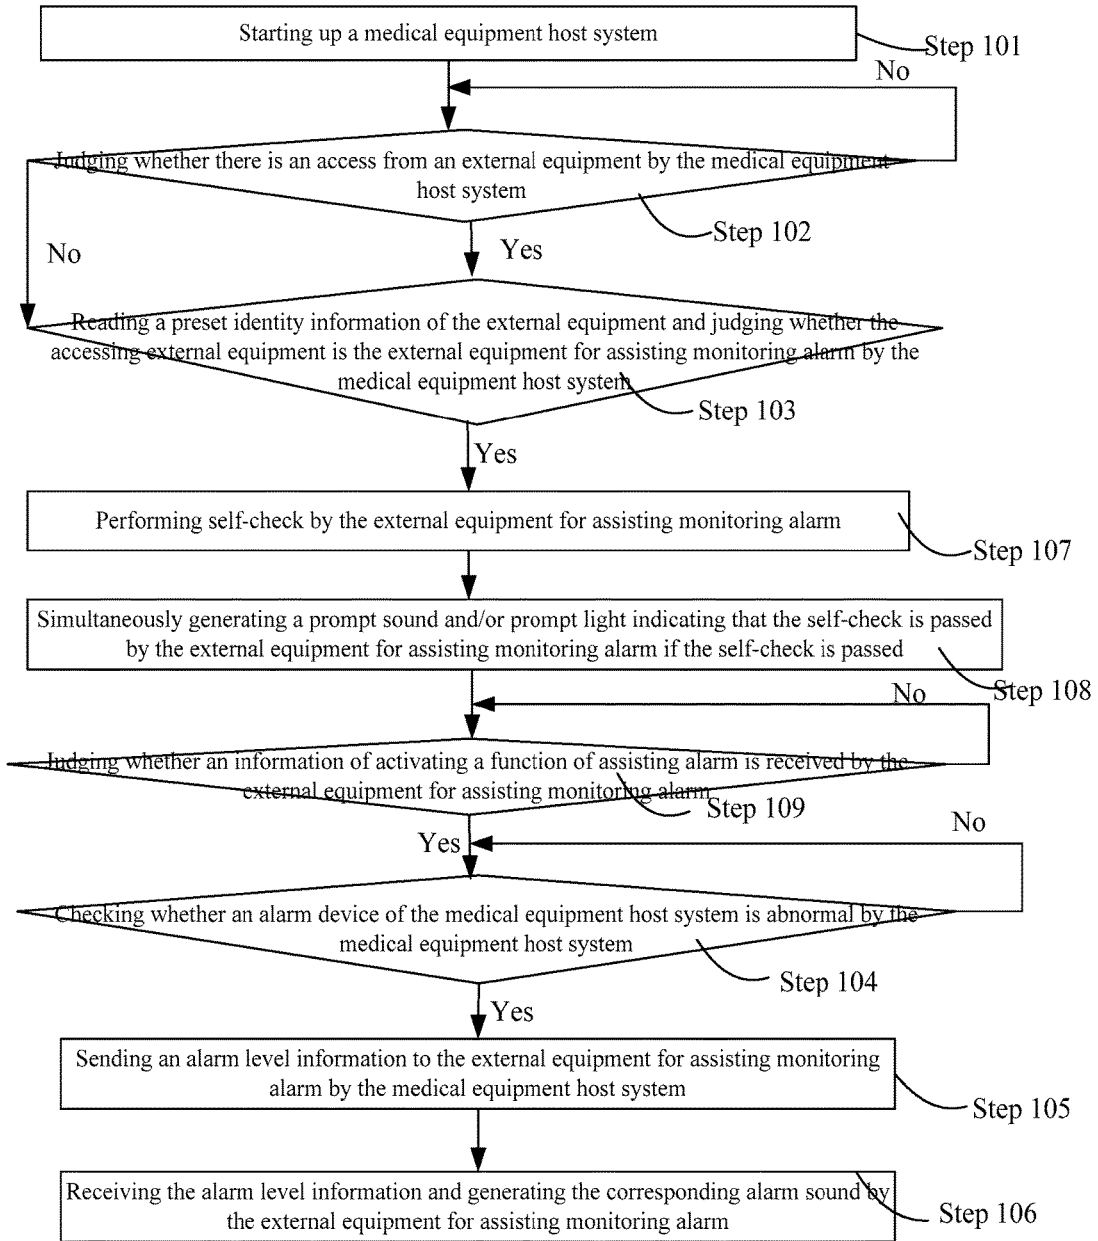 Starting up a medical equipment host system
Step 101
No
Judging whether there is an access from an external equipment by the medical equipment
host system
Step 102
No
Yes
Reading a preset identity information of the external equipment and judging whether the
accessing external equipment is the external equipment for assisting monitoring alarm by the
medical equipment host system
Step 103
Yes
Performing self-check by the external equipment for assisting monitoring alarm
Step 107
Simultaneously generating a prompt sound and/or prompt light indicating that the self-check is passed
by the external equipment for assisting monitoring alarm if the self-check is passed
Step 108
No
Judging whether an information of activating a function of assisting alarm is received by the
external equipment for assisting monitoring alarm
Step 109
Yes
No
Checking whether an alarm device of the medical equipment host system is abnormal by the
medical equipment host system
Step 104
Yes
Sending an alarm level information to the external equipment for assisting monitoring
alarm by the medical equipment host system
Step 105
Receiving the alarm level information and generating the corresponding alarm sound by
the external equipment for assisting monitoring alarm
Step 106